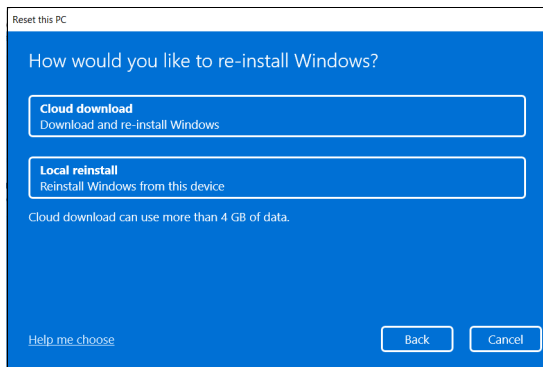 Reset this PC
How would you like to re-install Windows?
Cloud download
Download and re-install Windows
Local reinstall
Reinstall Windows from this device
Cloud download can use more than 4 GB of data.
Help me choose
Back
Cancel